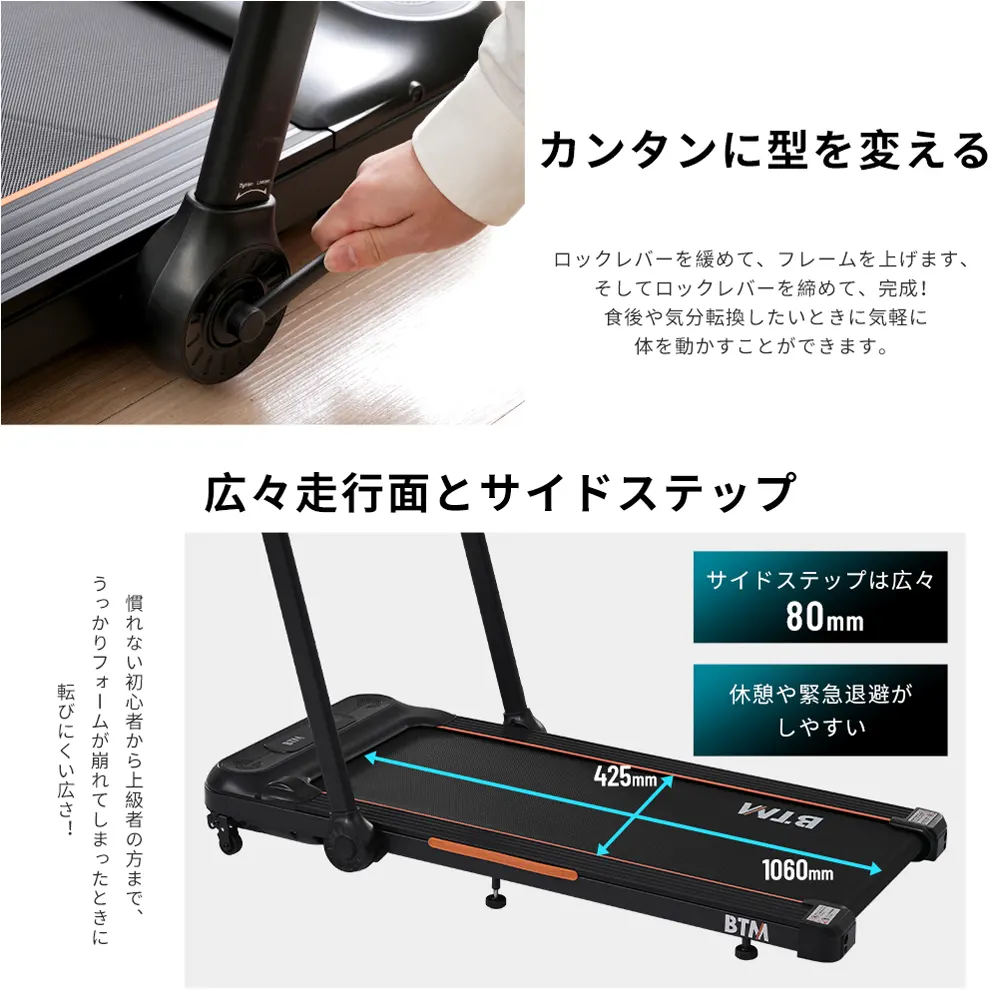 カンタンに型を変える
ロックレバーを緩めて、フレームを上げます、
そしてロックレバーを締めて、完成!
食後や気分転換したいときに気軽に
体を動かすことができます。
広々走行面とサイドステップ
慣れない初心者から上級者の方まで、
うっかりフォームが崩れてしまったときに
転びにくい広さ!
サイドステップは広々
80mm
休憩や緊急退避が
しやすい
425mm
1060mm
BTM
BTM
BTM